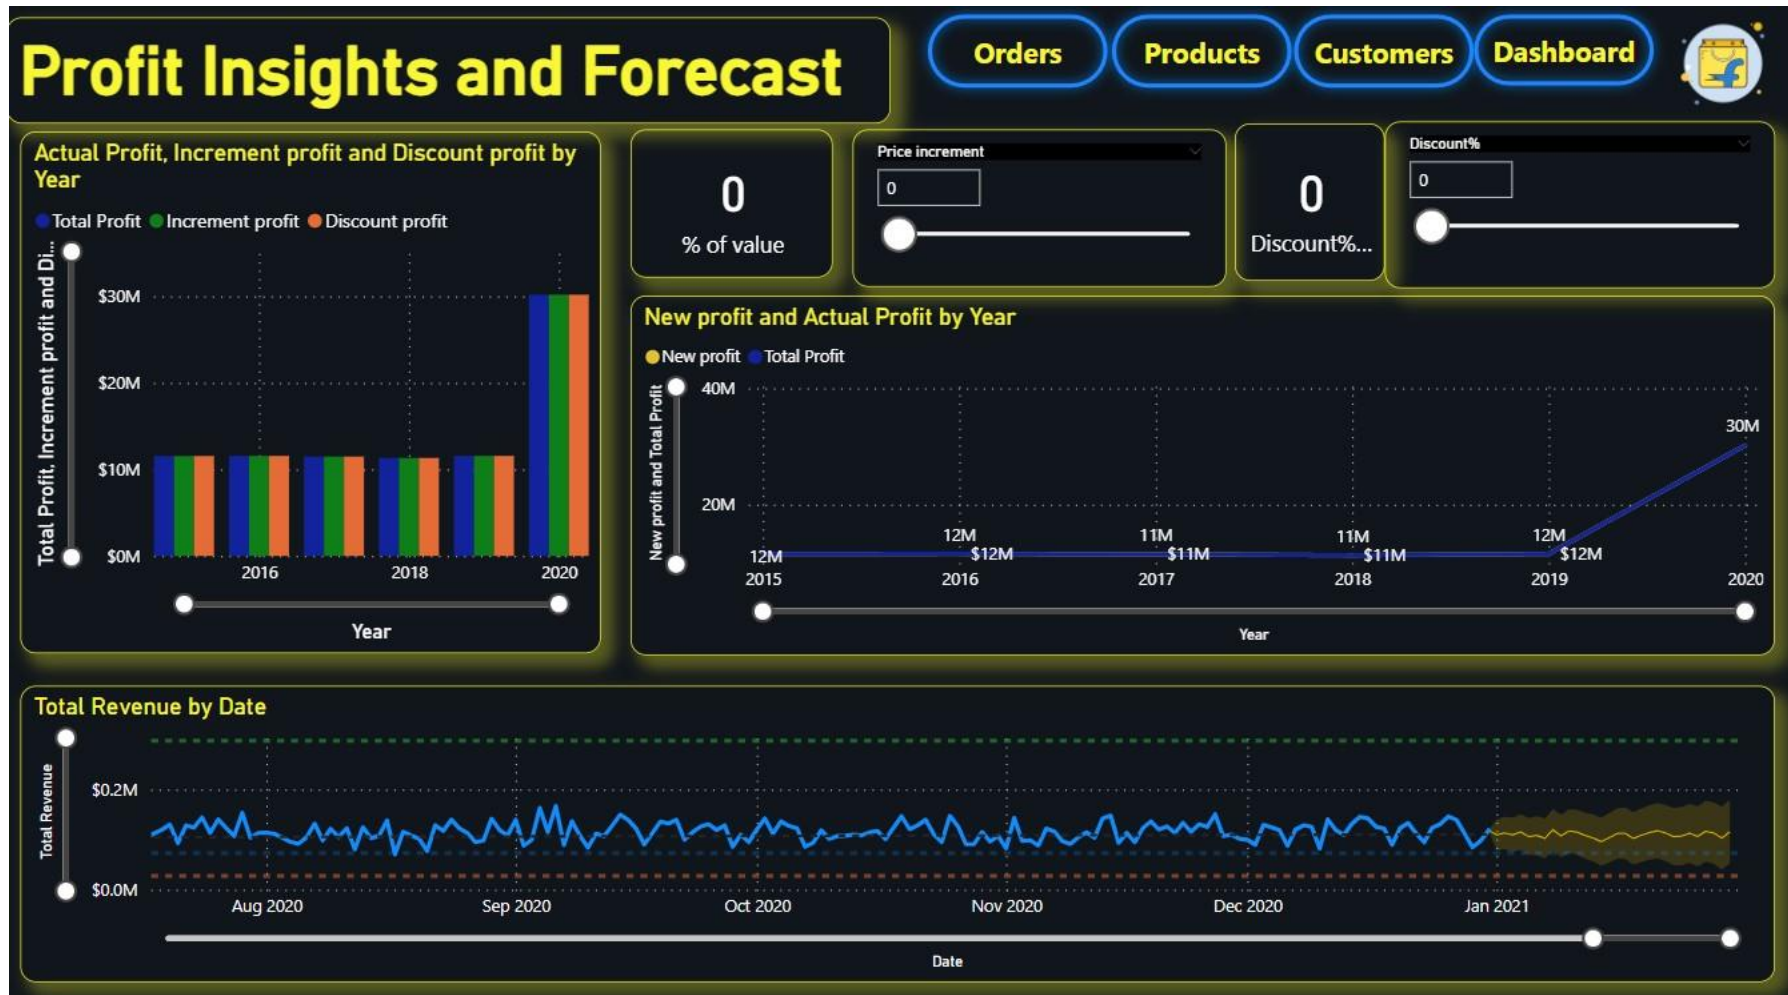 Profit Insights and Forecast
Orders
Products
Customers
Dashboard
Actual Profit, Increment profit and Discount profit by
Year
Total Profit
Increment profit
Discount profit
Total Profit, Increment profit and Di...
$30M
$20M
$10M
$0M
2016
2018
2020
Year
0
% of value
Price increment
0
0
Discount%...
Discount%
0
New profit and Actual Profit by Year
New profit
Total Profit
New profit and Total Profit
40M
20M
30M
12M
12M
$12M
11M
$11M
11M
$11M
12M
$12M
2015
2016
2017
2018
2019
2020
Year
Total Revenue by Date
Total Revenue
$0.2M
$0.0M
Aug 2020
Sep 2020
Oct 2020
Nov 2020
Dec 2020
Jan 2021
Date